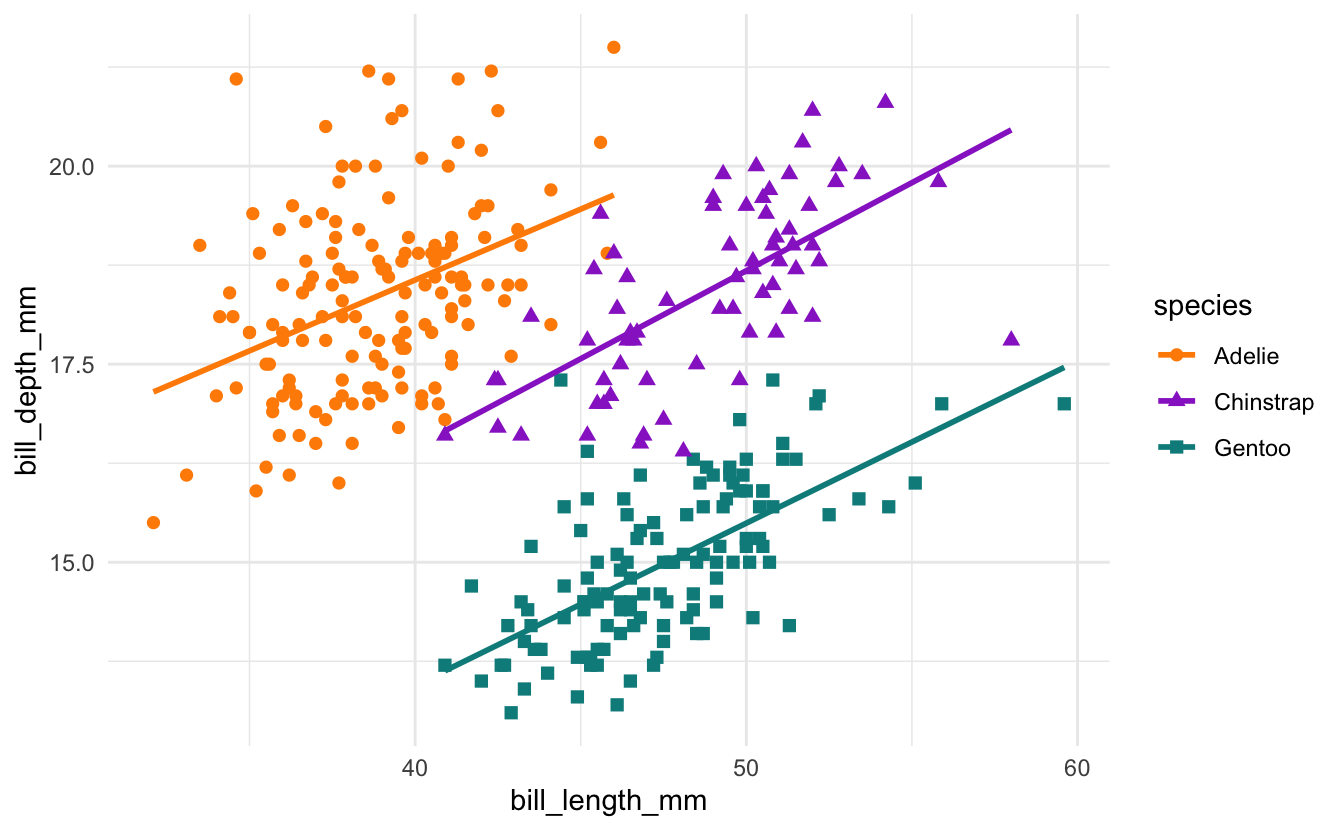 bill_depth_mm
20.0
17.5
15.0
40
50
60
bill_length_mm
species
Adelie
Chinstrap
Gentoo